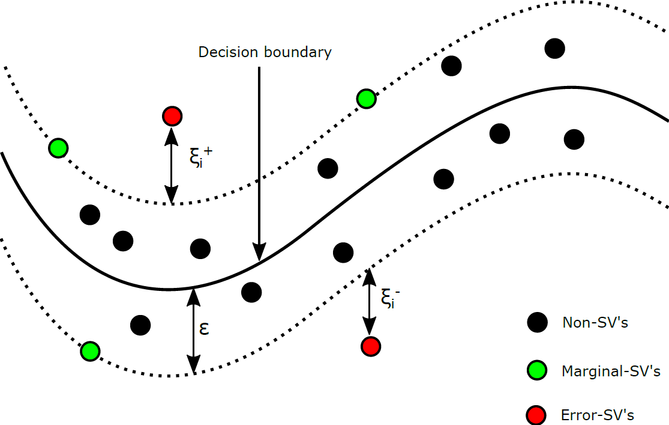 Decision boundary
ξi+
ξi-
ε
Non-SV's
Marginal-SV's
Error-SV's